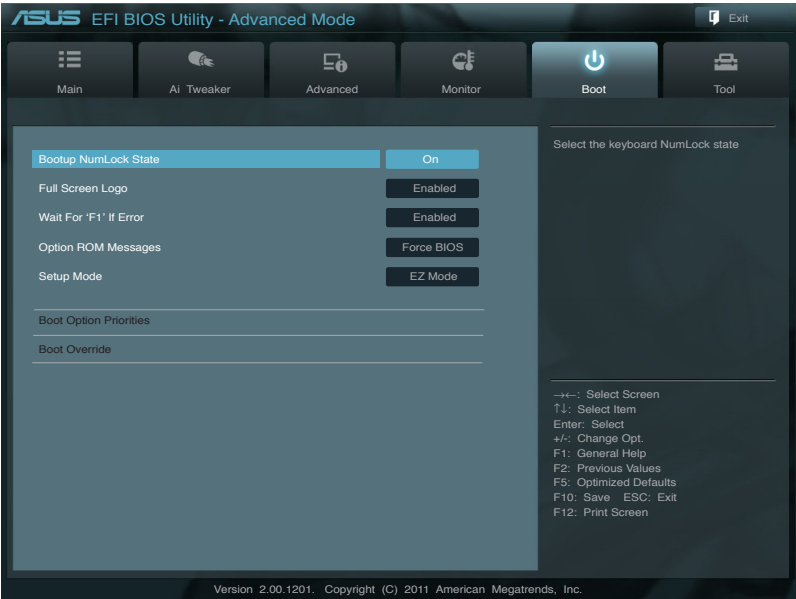 ASUS EFI BIOS Utility - Advanced Mode
Exit
Main
Ai Tweaker
Advanced
Monitor
Boot
Tool
Bootup NumLock State On
Full Screen Logo Enabled
Wait For ‘F1’ If Error Enabled
Option ROM Messages Force BIOS
Setup Mode EZ Mode
Boot Option Priorities
Boot Override
Select the keyboard NumLock state
→←: Select Screen
↑↓: Select Item
Enter: Select
+/-: Change Opt.
F1: General Help
F2: Previous Values
F5: Optimized Defaults
F10: Save ESC: Exit
F12: Print Screen
Version 2.00.1201. Copyright (C) 2011 American Megatrends, Inc.